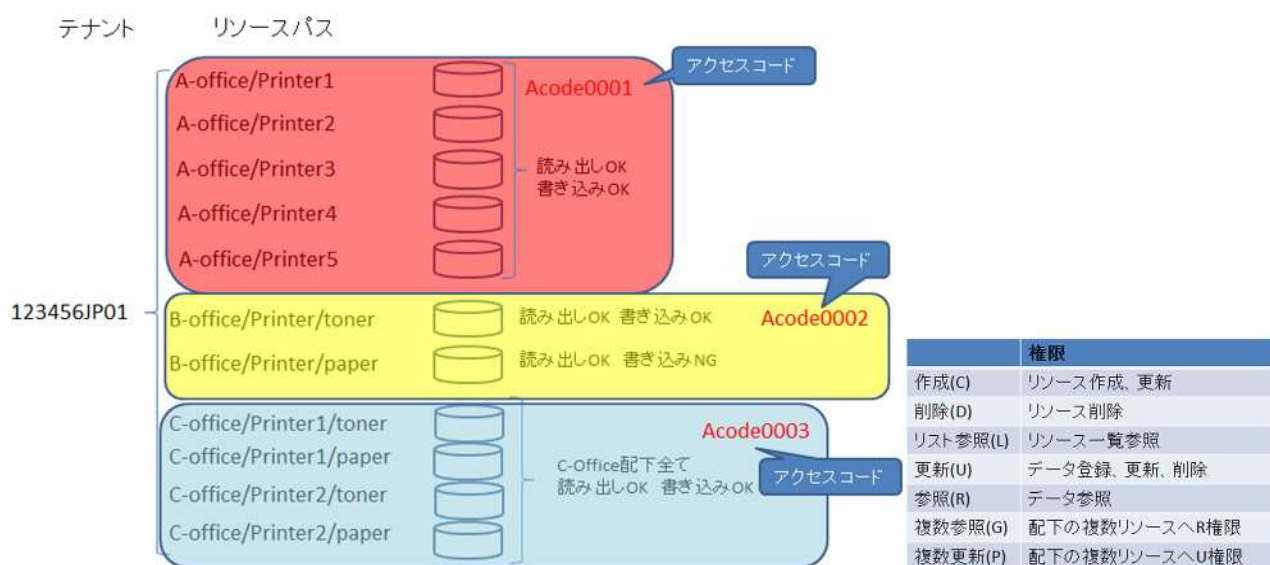 テナント
リソースパス
アクセスコード
A-office/Printer1
Acode0001
A-office/Printer2
A-office/Printer3
読み出しOK
書き込みOK
A-office/Printer4
A-office/Printer5
アクセスコード
123456JP01
B-office/Printer/toner
読み出しOK 書き込みOK
Acode0002
B-office/Printer/paper
読み出しOK 書き込みNG
C-office/Printer1/toner
Acode0003
C-office/Printer1/paper
C-Office配下全て
読み出しOK 書き込みOK
アクセスコード
C-office/Printer2/toner
C-office/Printer2/paper
権限
作成(C) リソース作成、更新
削除(D) リソース削除
リスト参照(L) リソース一覧参照
更新(U) データ登録、更新、削除
参照(R) データ参照
複数参照(G) 配下の複数リソースへR権限
複数更新(P) 配下の複数リソースへU権限